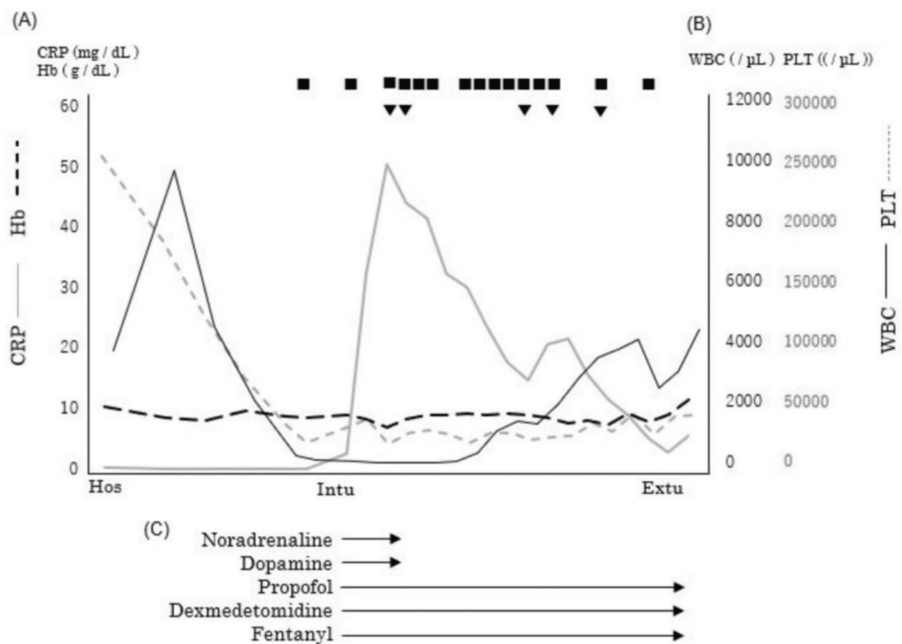 (A)
(B)
CRP (mg / dL)
Hb ( g / dL)
WBC ( / µL) PLT (( / µL))
60 12000 300000
50 10000 250000
40 8000 200000
30 6000 150000
20 4000 100000
10 2000 50000
0 0 0
CRP
Hb
WBC
PLT
Hos Intu Extu
(C)
Noradrenaline
Dopamine
Propofol
Dexmedetomidine
Fentanyl